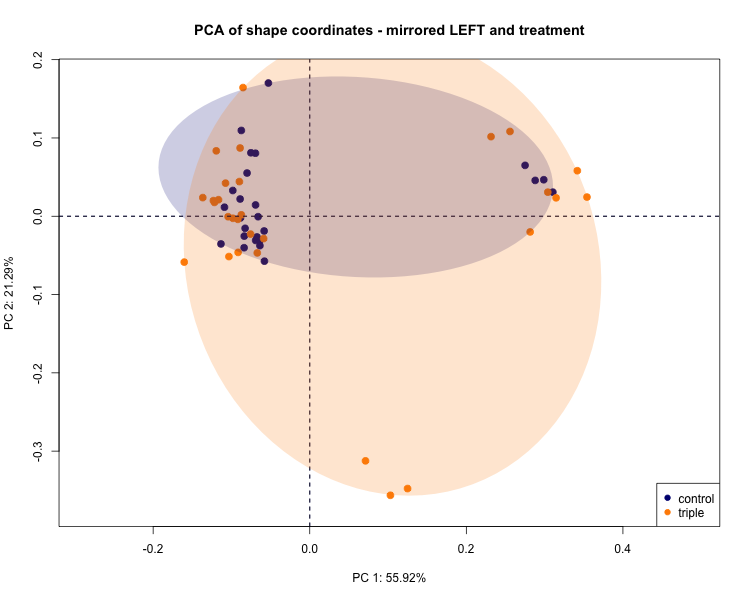 PCA of shape coordinates - mirrored LEFT and treatment
PC 2: 21.29%
0.2
0.1
0.0
-0.1
-0.2
-0.3
-0.2
0.0
0.2
0.4
PC 1: 55.92%
control
triple